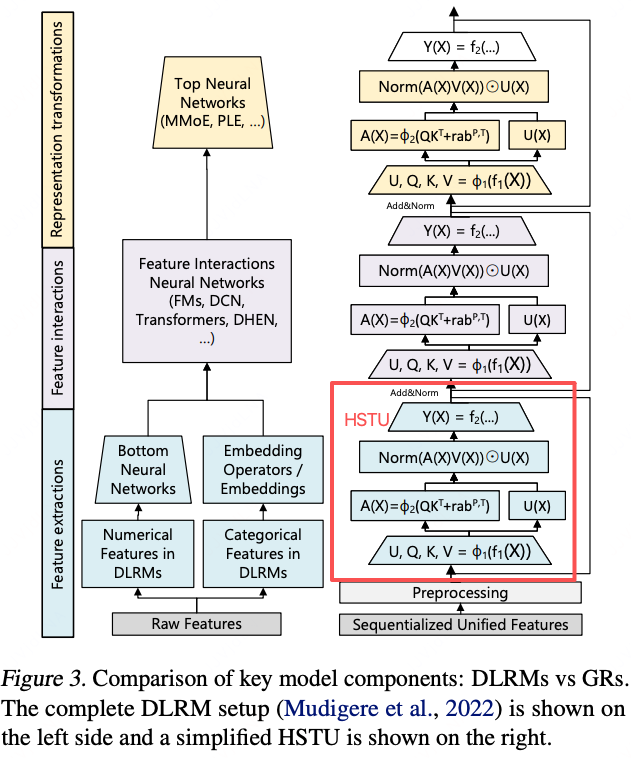 Representation transformations
Feature interactions
Feature extractions
Top Neural
Networks
(MMoE, PLE, ...)
Feature Interactions
Neural Networks
(FMs, DCN,
Transformers, DHEN,
...)
Bottom
Neural
Networks
Embedding
Operators /
Embeddings
Numerical
Features in
DLRMs
Categorical
Features in
DLRMs
Raw Features
Y(X) = f₂(...)
Norm(A(X)V(X))⊙U(X)
A(X)=ϕ₂(QKᵀ+rabᴾ,ᵀ)
U(X)
U, Q, K, V = ϕ₁(f₁(X))
Add&Norm
Y(X) = f₂(...)
Norm(A(X)V(X))⊙U(X)
A(X)=ϕ₂(QKᵀ+rabᴾ,ᵀ)
U(X)
U, Q, K, V = ϕ₁(f₁(X))
Add&Norm
HSTU
Y(X) = f₂(...)
Norm(A(X)V(X))⊙U(X)
A(X)=ϕ₂(QKᵀ+rabᴾ,ᵀ)
U(X)
U, Q, K, V = ϕ₁(f₁(X))
Preprocessing
Sequentialized Unified Features
Figure 3. Comparison of key model components: DLRMs vs GRs.
The complete DLRM setup (Mudigere et al., 2022) is shown on
the left side and a simplified HSTU is shown on the right.